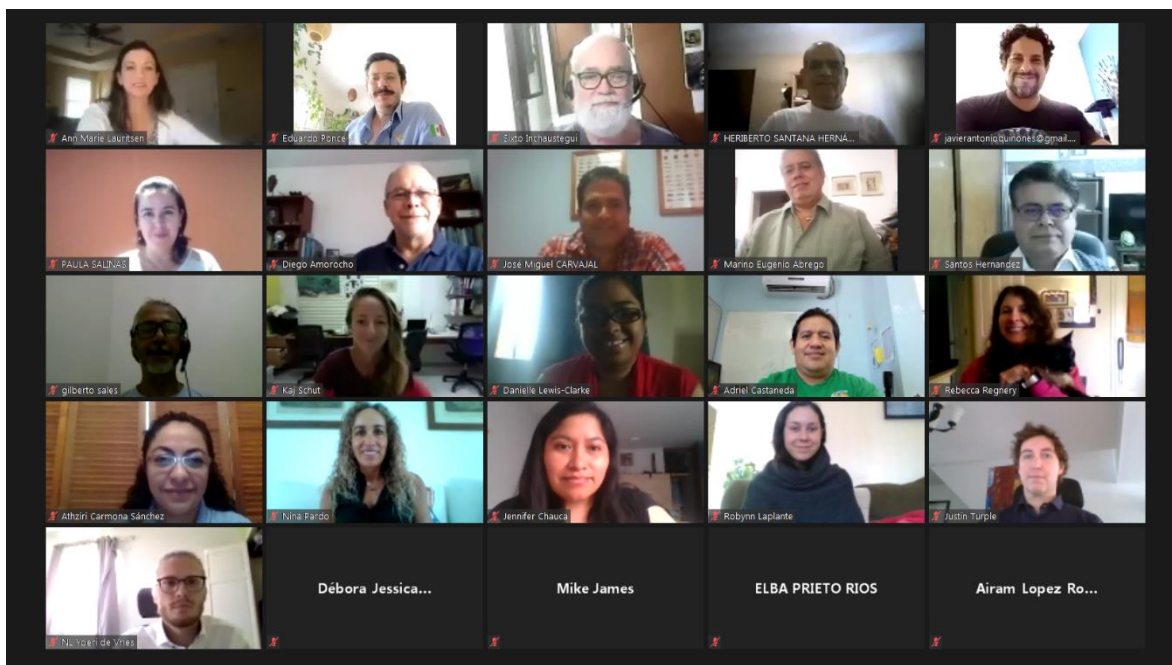 Ann Marie Lauritsen
Eduardo Ponce
Sixto Inchaustegui
HERIBERTO SANTANA HERNÁ...
javierantonioquinones@gmail....
PAULA SALINAS
Diego Amorocho
José Miguel CARVAJAL
Marino Eugenio Abrego
Santos Hernandez
gilberto sales
Kai Schut
Danielle Lewis-Clarke
Adriel Castaneda
Rebecca Regnery
Athziri Carmona Sánchez
Nina Pardo
Jennifer Chauca
Robynn Laplante
Justin Turple
NL Yoeri de Vries
Débora Jessica...
Mike James
ELBA PRIETO RIOS
Airam Lopez Ro...